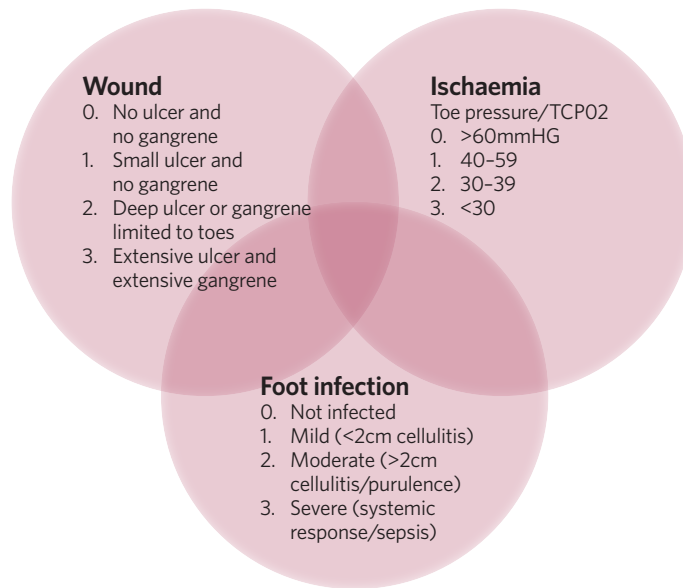 Wound
0. No ulcer and
no gangrene
1. Small ulcer and
no gangrene
2. Deep ulcer or gangrene
limited to toes
3. Extensive ulcer and
extensive gangrene
Ischaemia
Toe pressure/TCP02
0. >60mmHG
1. 40–59
2. 30–39
3. <30
Foot infection
0. Not infected
1. Mild (<2cm cellulitis)
2. Moderate (>2cm
cellulitis/purulence)
3. Severe (systemic
response/sepsis)